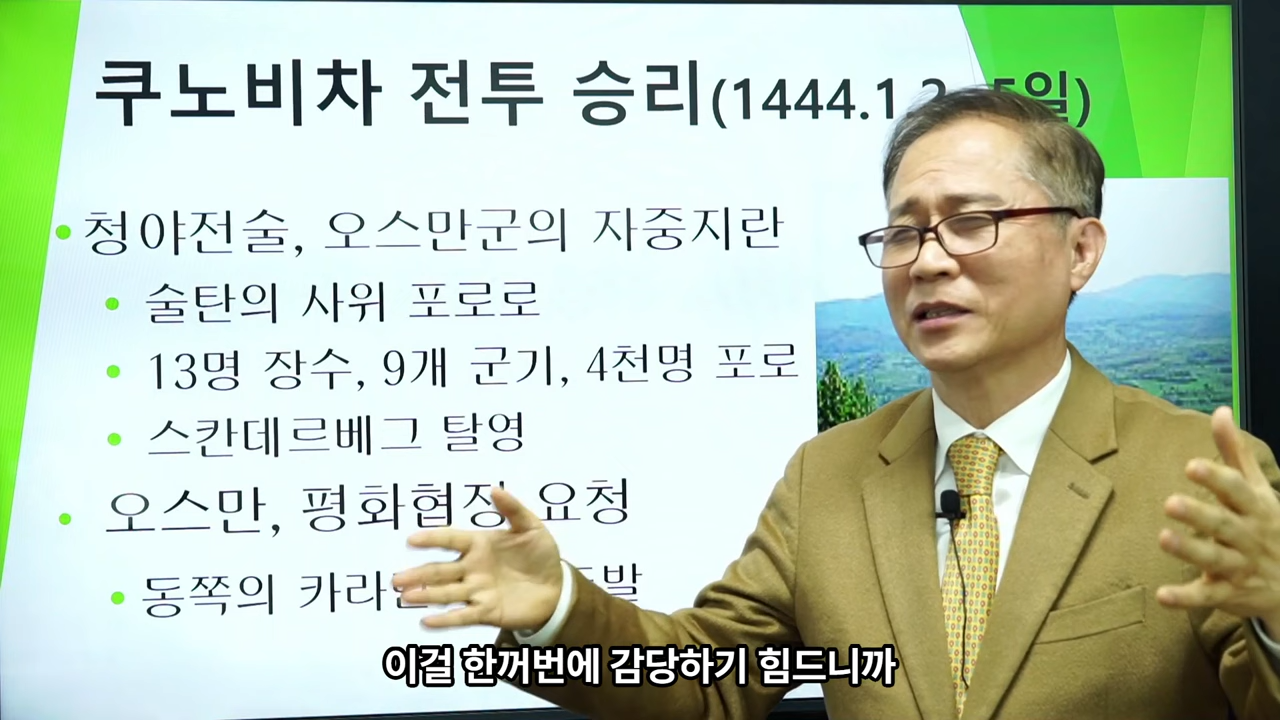 쿠노비차 전투 승리(1444.1.2 5일)
• 청야전술, 오스만군의 자중지란
• 술탄의 사위 포로로
• 13명 장수, 9개 군기, 4천명 포로
• 스칸데르베그 탈영
• 오스만, 평화협정 요청
• 동쪽의
이걸 한꺼번에 감당하기 힘드니까